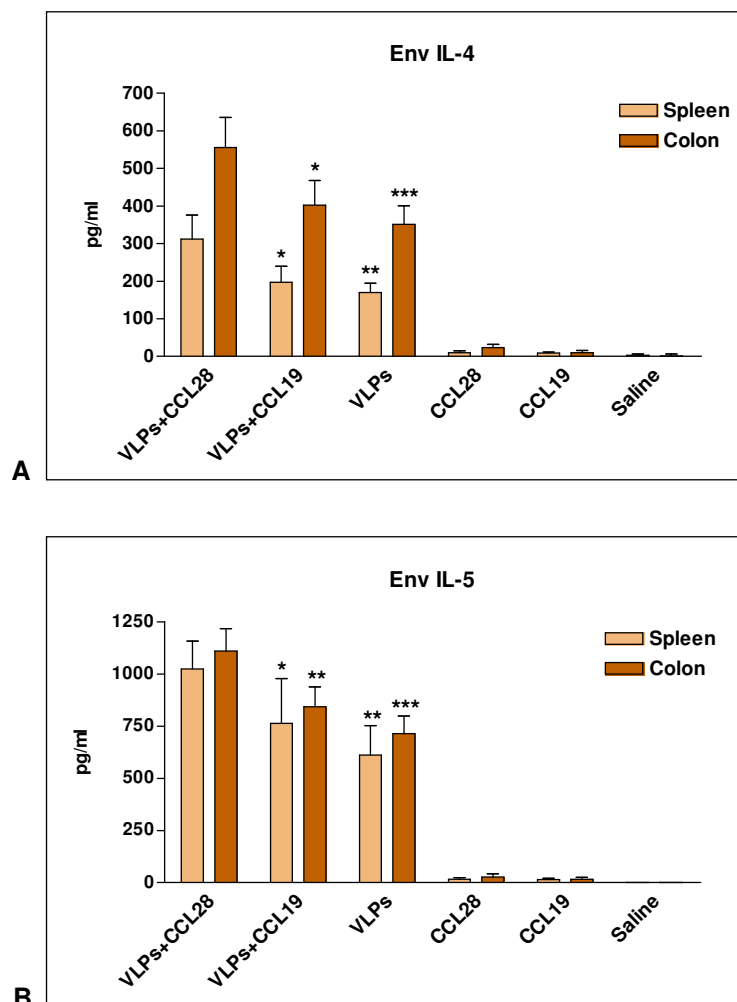 Env IL-4
700
600
500
400
300
200
100
0
pg/ml
Spleen
Colon
*
*
**
***
VLPs+CCL28
VLPs+CCL19
VLPs
CCL28
CCL19
Saline
A
Env IL-5
1250
1000
750
500
250
0
pg/ml
Spleen
Colon
*
**
**
***
VLPs+CCL28
VLPs+CCL19
VLPs
CCL28
CCL19
Saline
B